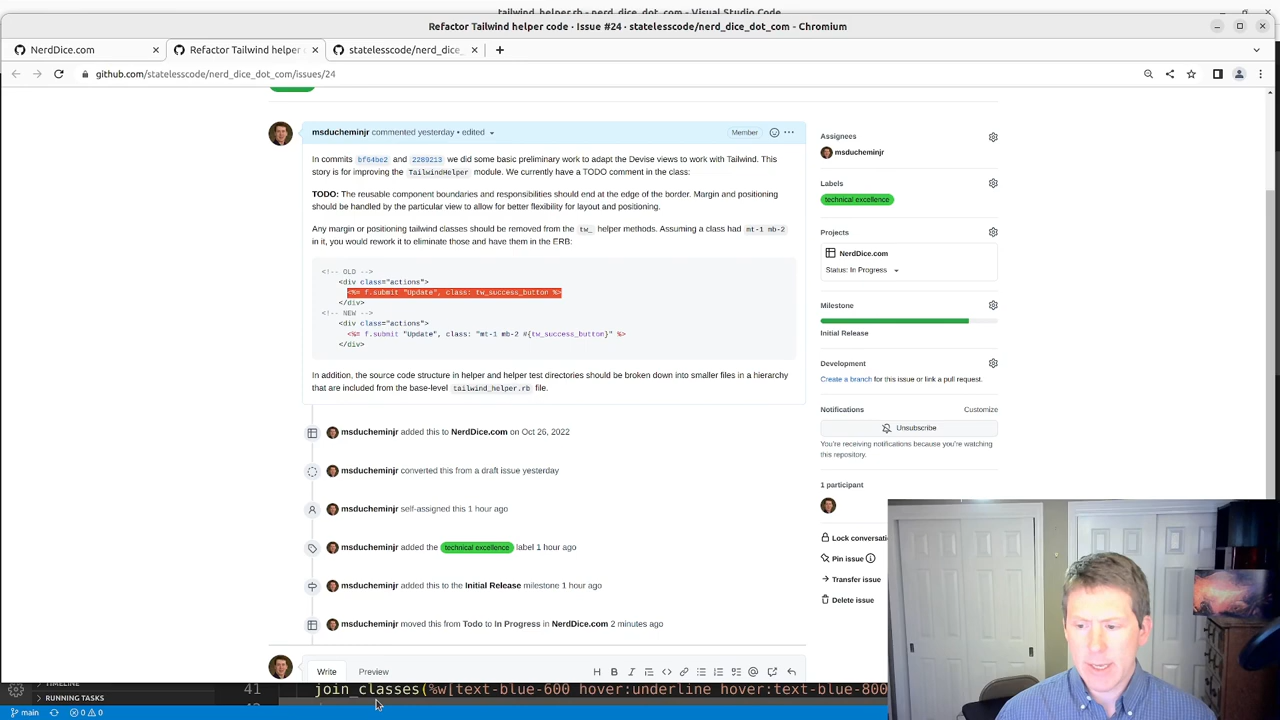 tailwind_helper.rb - nerd_dice_dot_com - Visual Studio Code
Refactor Tailwind helper code · Issue #24 · statelesscode/nerd_dice_dot_com - Chromium
NerdDice.com
Refactor Tailwind helper c
statelesscode/nerd_dice_
github.com/statelesscode/nerd_dice_dot_com/issues/24
msducheminjr commented yesterday • edited
Member
In commits bf64be2 and 2289213 we did some basic preliminary work to adapt the Devise views to work with Tailwind. This
story is for improving the TailwindHelper module. We currently have a TODO comment in the class:
TODO: The reusable component boundaries and responsibilities should end at the edge of the border. Margin and positioning
should be handled by the particular view to allow for better flexibility for layout and positioning.
Any margin or positioning tailwind classes should be removed from the tw_ helper methods. Assuming a class had mt-1 mb-2
in it, you would rework it to eliminate those and have them in the ERB:
<!-- OLD -->
<div class="actions">
<%= f.submit "Update", class: tw_success_button %>
</div>
<!-- NEW -->
<div class="actions">
<%= f.submit "Update", class: "mt-1 mb-2 #{tw_success_button}" %>
</div>
In addition, the source code structure in helper and helper test directories should be broken down into smaller files in a hierarchy
that are included from the base-level tailwind_helper.rb file.
msducheminjr added this to NerdDice.com on Oct 26, 2022
msducheminjr converted this from a draft issue yesterday
msducheminjr self-assigned this 1 hour ago
msducheminjr added the technical excellence label 1 hour ago
msducheminjr added this to the Initial Release milestone 1 hour ago
msducheminjr moved this from Todo to In Progress in NerdDice.com 2 minutes ago
Write
Preview
Assignees
msducheminjr
Labels
technical excellence
Projects
NerdDice.com
Status: In Progress
Milestone
Initial Release
Development
Create a branch for this issue or link a pull request.
Notifications
Customize
Unsubscribe
You're receiving notifications because you're watching
this repository.
1 participant
Lock conversati
Pin issue
Transfer issue
Delete issue
RUNNING TASKS
41 join_classes(%w[text-blue-600 hover:underline hover:text-blue-800
main
0 0